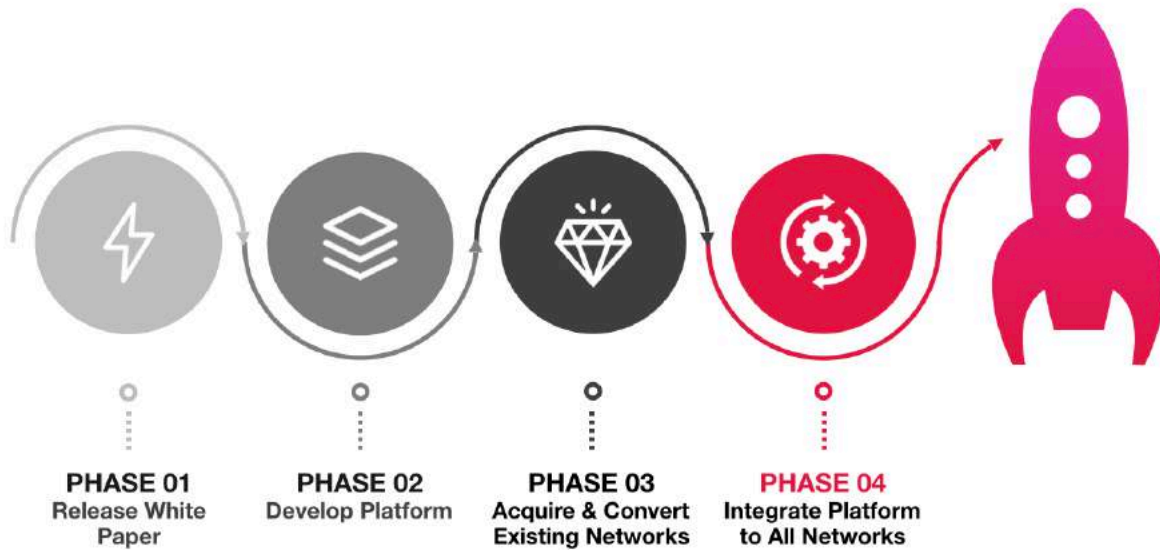 PHASE 01
Release White
Paper
PHASE 02
Develop Platform
PHASE 03
Acquire & Convert
Existing Networks
PHASE 04
Integrate Platform
to All Networks